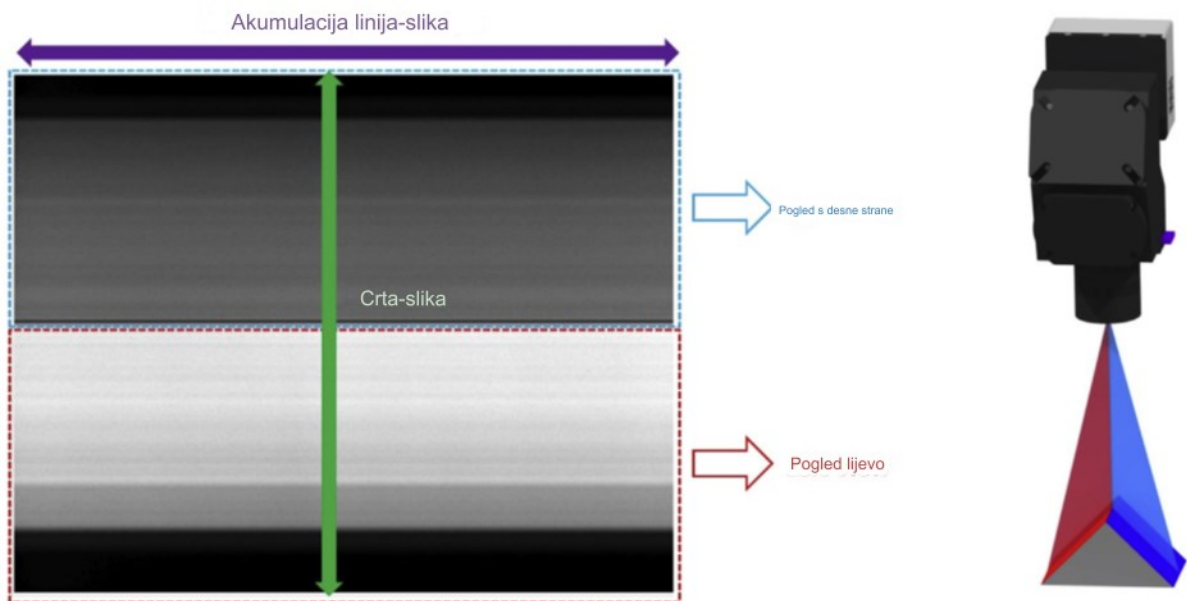 Akumulacija linija-slika
Pogled s desne strane
Crta-slika
Pogled lijevo